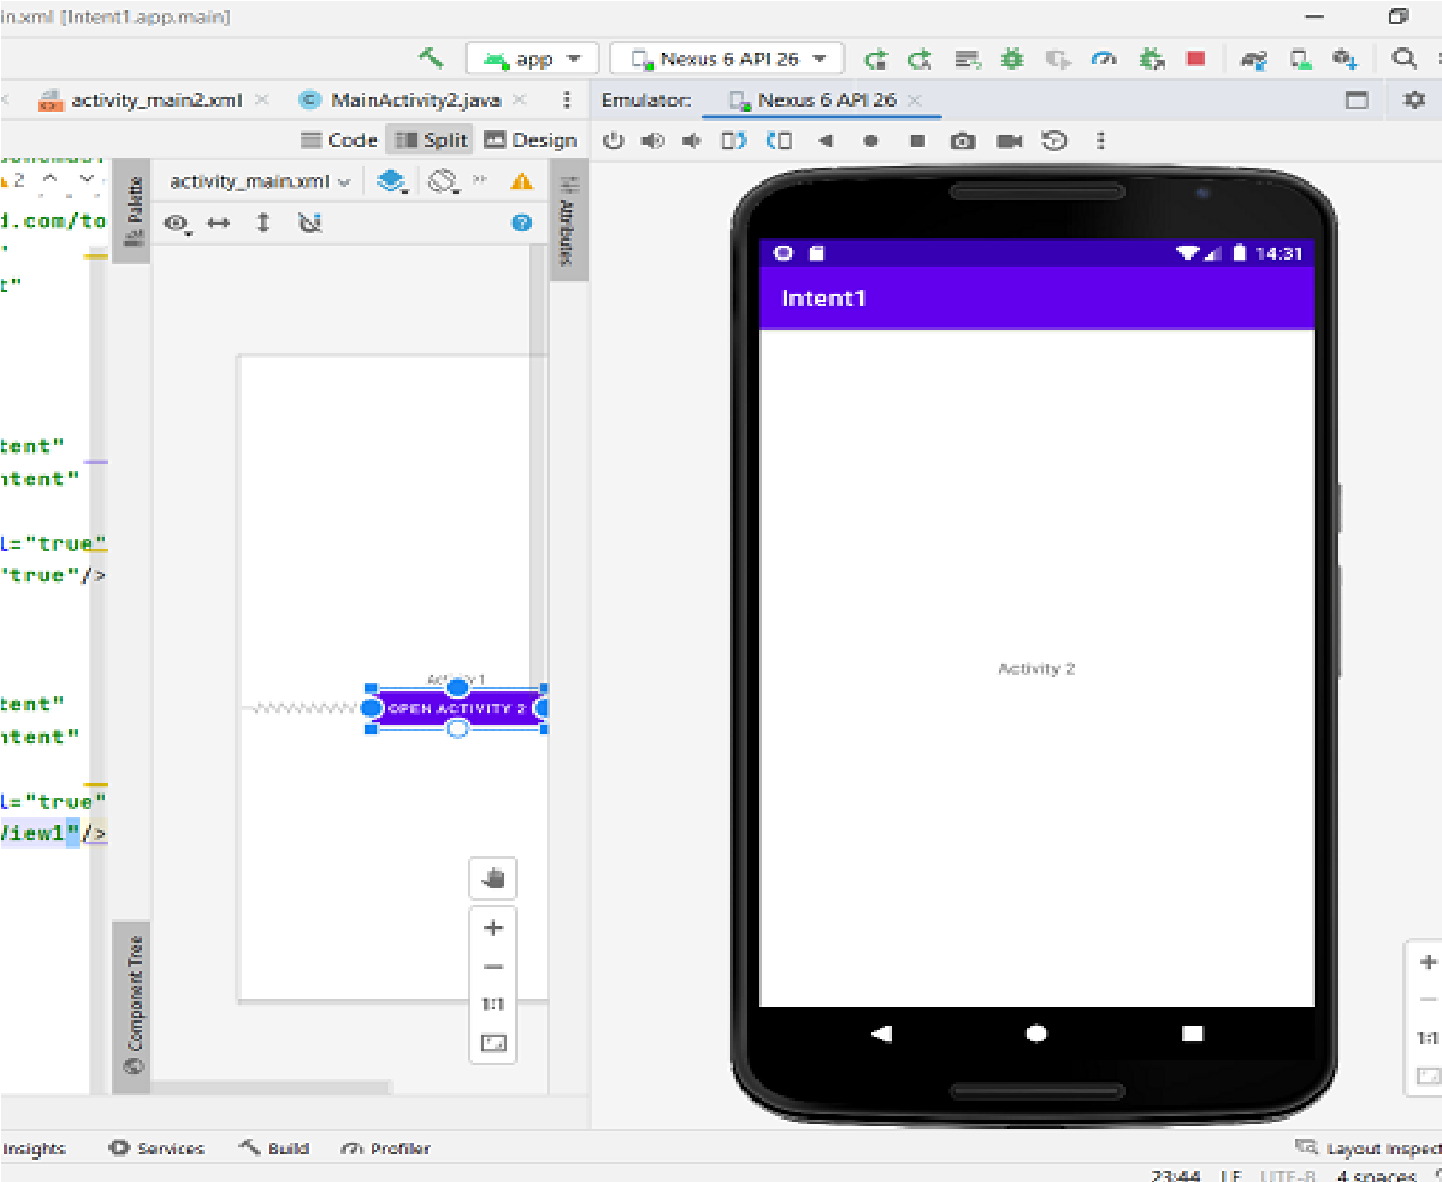 in.xml [Intent1.app.main]
app
Nexus 6 API 26
activity_main2.xml
MainActivity2.java
Emulator:
Nexus 6 API 26
Code
Split
Design
2
Palette
activity_main.xml
Attributes
d.com/to
"
t"
14:31
Intent1
tent"
ntent"
l="true"
"true"/>
Activity 2
OPEN ACTIVITY 2
tent"
ntent"
l="true"
View1"/>
Component Tree
1:1
1:1
Insights
Services
Build
Profiler
Layout Inspect
23:44
LF
UTF-8
4 spaces